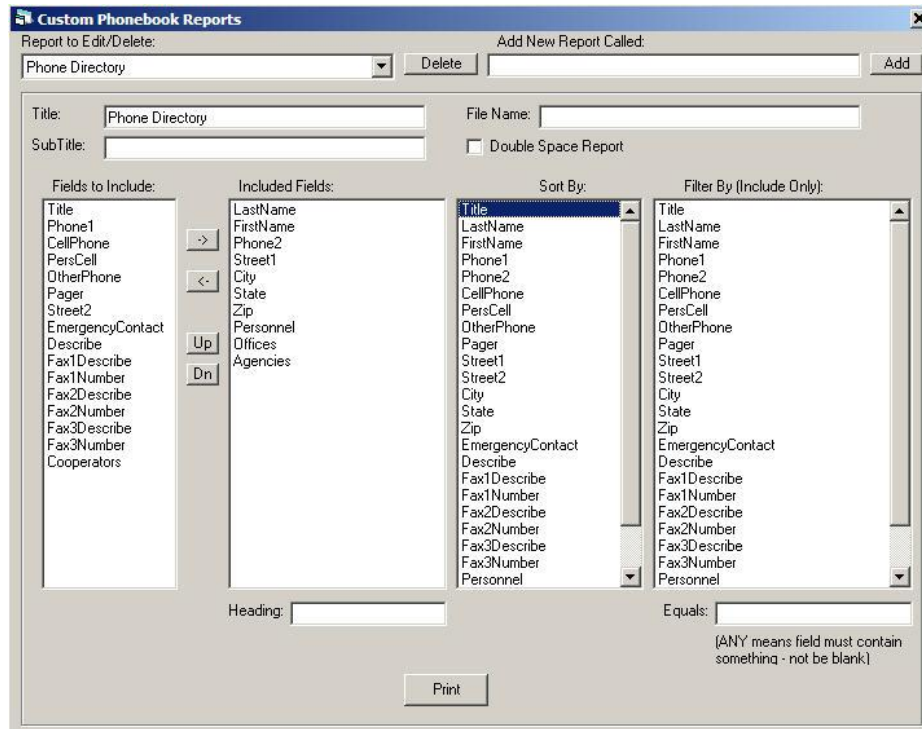 Custom Phonebook Reports
Report to Edit/Delete:
Add New Report Called:
Phone Directory
Delete
Add
Title:
Phone Directory
File Name:
SubTitle:
Double Space Report
Fields to Include:
Title
Phone1
CellPhone
PersCell
OtherPhone
Pager
Street2
EmergencyContact
Describe
Fax1Describe
Fax1Number
Fax2Describe
Fax2Number
Fax3Describe
Fax3Number
Cooperators
->
<-
Up
Dn
Included Fields:
LastName
FirstName
Phone2
Street1
City
State
Zip
Personnel
Offices
Agencies
Sort By:
Title
LastName
FirstName
Phone1
Phone2
CellPhone
PersCell
OtherPhone
Pager
Street1
Street2
City
State
Zip
EmergencyContact
Describe
Fax1Describe
Fax1Number
Fax2Describe
Fax2Number
Fax3Describe
Fax3Number
Personnel
Filter By (Include Only):
Title
LastName
FirstName
Phone1
Phone2
CellPhone
PersCell
OtherPhone
Pager
Street1
Street2
City
State
Zip
EmergencyContact
Describe
Fax1Describe
Fax1Number
Fax2Describe
Fax2Number
Fax3Describe
Fax3Number
Personnel
Heading:
Equals:
(ANY means field must contain
something - not be blank)
Print